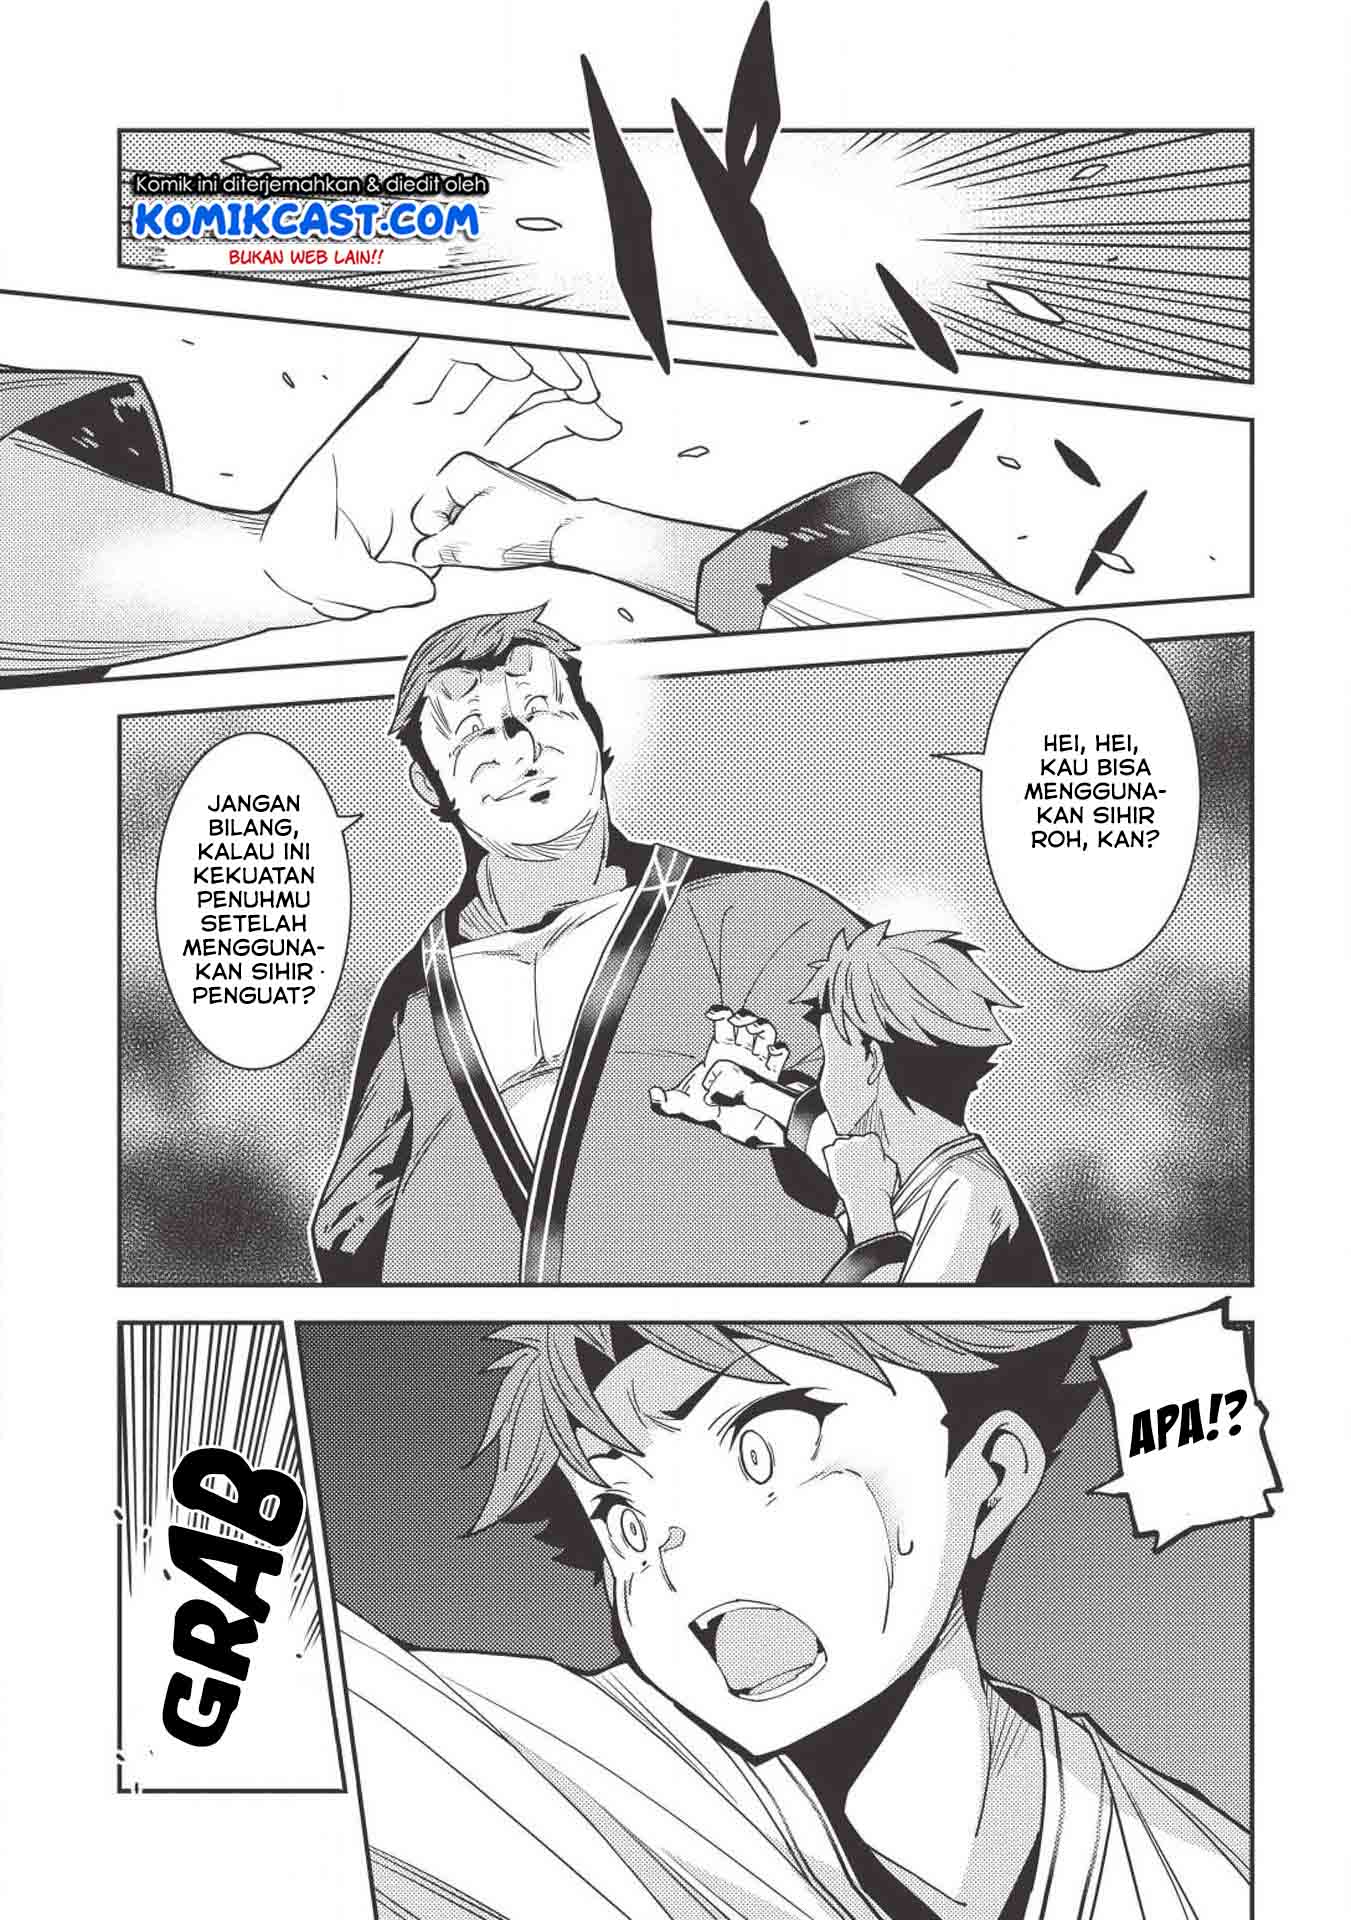 バ
Komik ini diterjemahkan & diedit oleh
KOMIKCAST.COM
BUKAN WEB LAIN!!
HEI, HEI,
KAU BISA
MENGGUNA-
KAN SIHIR
ROH, KAN?
JANGAN
BILANG,
KALAU INI
KEKUATAN
PENUHMU
SETELAH
MENGGUNA-
KAN SIHIR
PENGUAT?
APA!?
GRAB